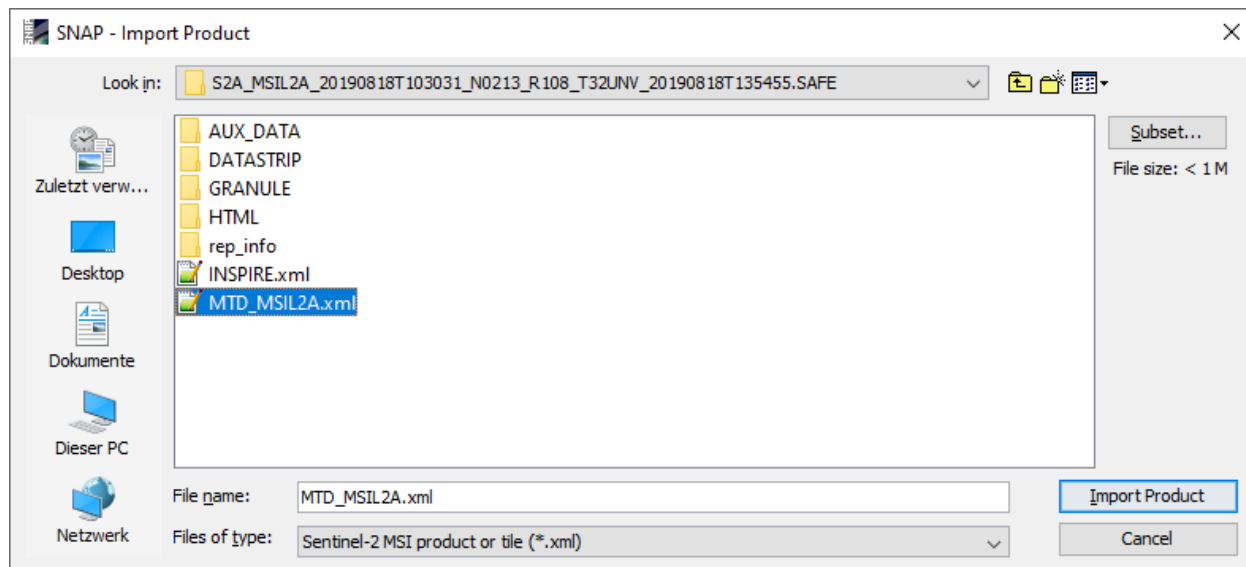 SNAP - Import Product
Look in:
S2A_MSIL2A_20190818T103031_N0213_R108_T32UNV_20190818T135455.SAFE
AUX_DATA
DATASTRIP
GRANULE
HTML
rep_info
INSPIRE.xml
MTD_MSIL2A.xml
Subset...
File size: < 1 M
Zuletzt verw...
Desktop
Dokumente
Dieser PC
Netzwerk
File name:
MTD_MSIL2A.xml
Import Product
Files of type:
Sentinel-2 MSI product or tile (*.xml)
Cancel